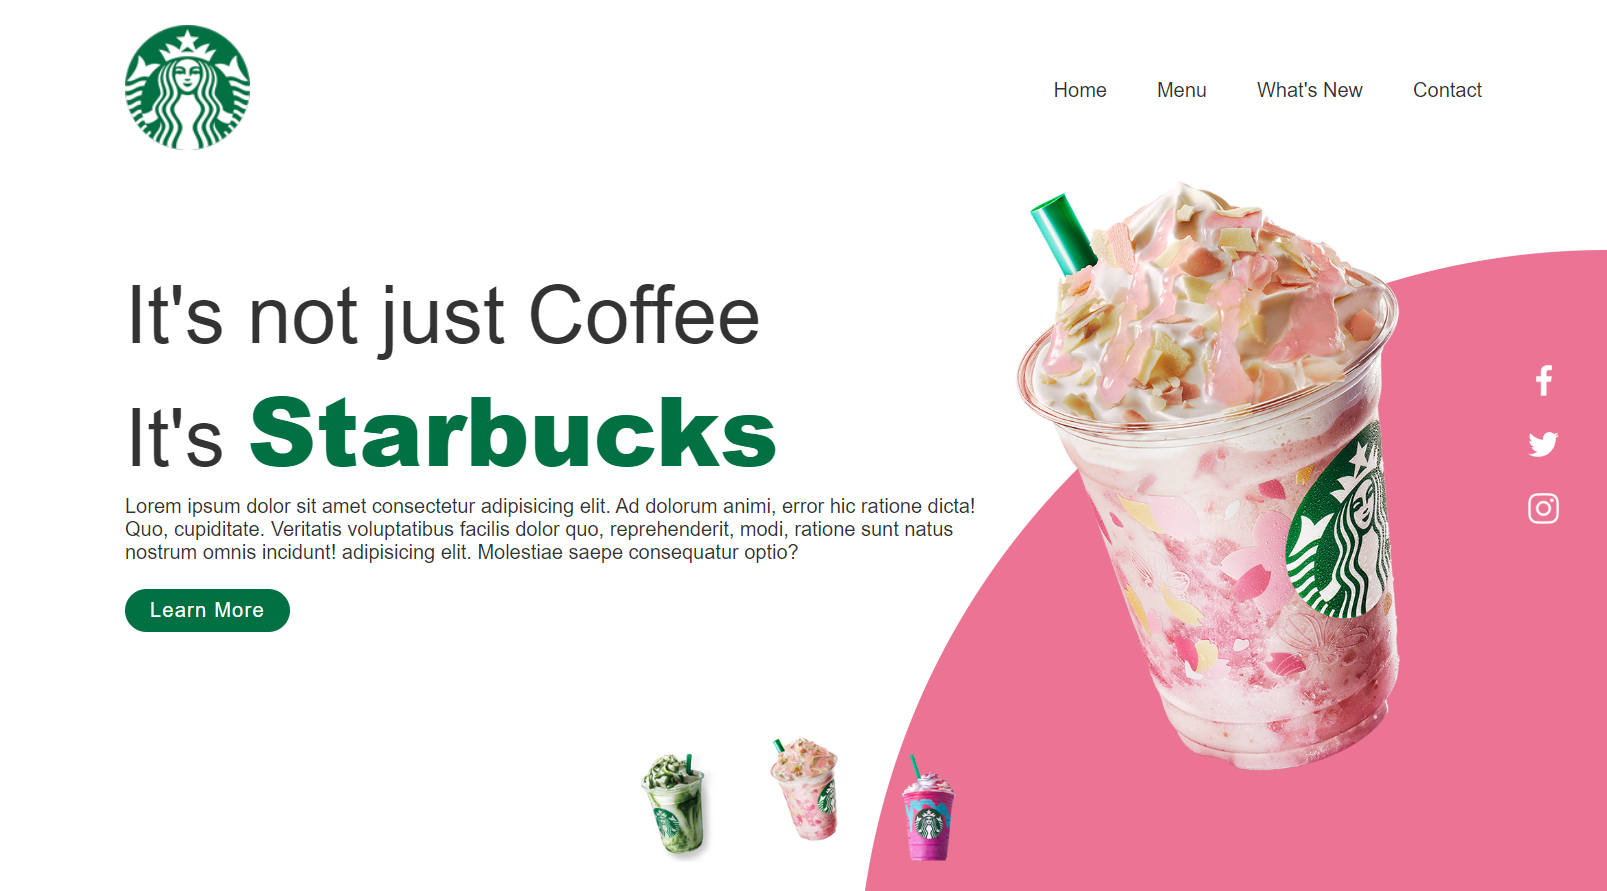 Home Menu What's New Contact
It's not just Coffee
It's Starbucks
Lorem ipsum dolor sit amet consectetur adipisicing elit. Ad dolorum animi, error hic ratione dicta!
Quo, cupiditate. Veritatis voluptatibus facilis dolor quo, reprehenderit, modi, ratione sunt natus
nostrum omnis incidunt! adipisicing elit. Molestiae saepe consequatur optio?
Learn More